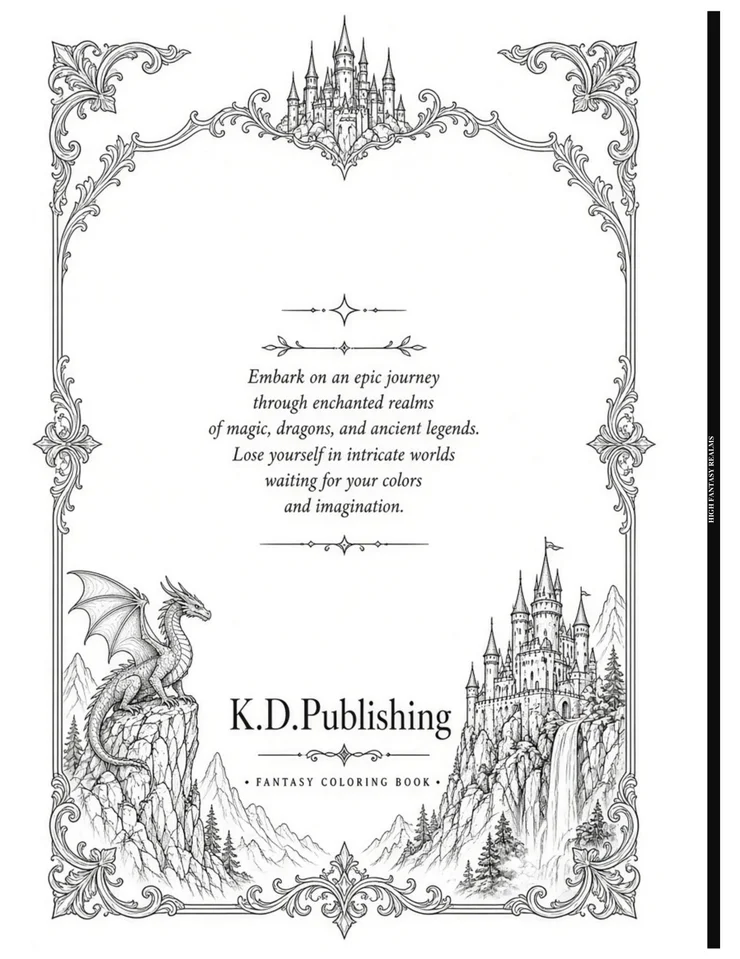 Embark on an epic journey
through enchanted realms
of magic, dragons, and ancient legends.
Lose yourself in intricate worlds
waiting for your colors
and imagination.
K.D.Publishing
• FANTASY COLORING BOOK •
HIGH FANTASY REALMS